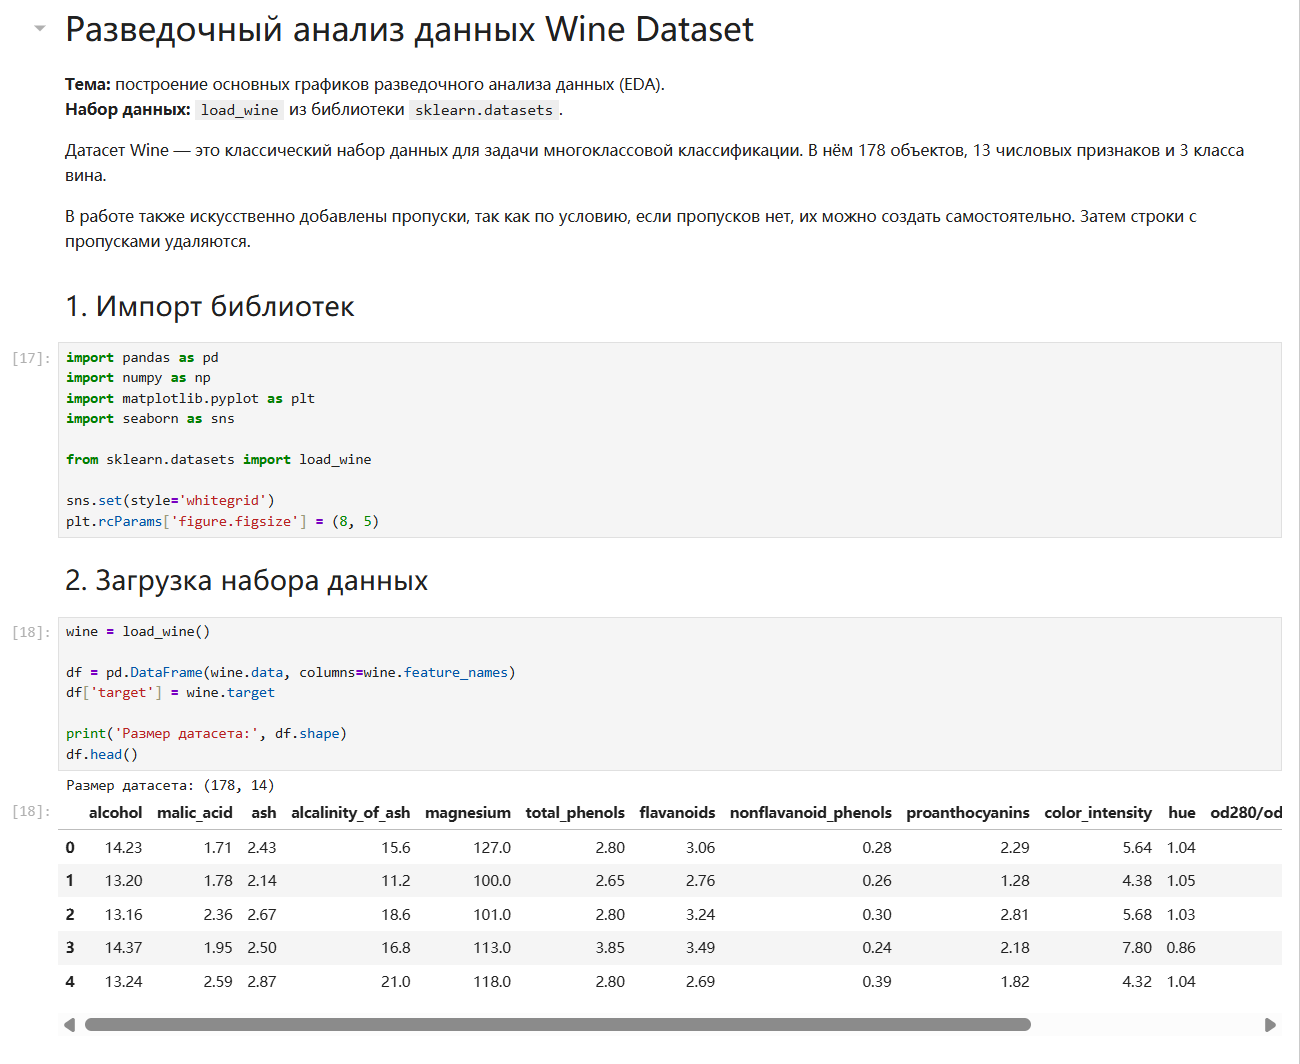 Разведочный анализ данных Wine Dataset
Тема: построение основных графиков разведочного анализа данных (EDA).
Набор данных: load_wine из библиотеки sklearn.datasets.
Датасет Wine — это классический набор данных для задачи многоклассовой классификации. В нём 178 объектов, 13 числовых признаков и 3 класса
вина.
В работе также искусственно добавлены пропуски, так как по условию, если пропусков нет, их можно создать самостоятельно. Затем строки с
пропусками удаляются.
1. Импорт библиотек
[17]:
import pandas as pd
import numpy as np
import matplotlib.pyplot as plt
import seaborn as sns
from sklearn.datasets import load_wine
sns.set(style='whitegrid')
plt.rcParams['figure.figsize'] = (8, 5)
2. Загрузка набора данных
[18]:
wine = load_wine()
df = pd.DataFrame(wine.data, columns=wine.feature_names)
df['target'] = wine.target
print('Размер датасета:', df.shape)
df.head()
Размер датасета: (178, 14)
[18]:
alcohol malic_acid ash alcalinity_of_ash magnesium total_phenols flavanoids nonflavanoid_phenols proanthocyanins color_intensity hue od280/od
0 14.23 1.71 2.43 15.6 127.0 2.80 3.06 0.28 2.29 5.64 1.04
1 13.20 1.78 2.14 11.2 100.0 2.65 2.76 0.26 1.28 4.38 1.05
2 13.16 2.36 2.67 18.6 101.0 2.80 3.24 0.30 2.81 5.68 1.03
3 14.37 1.95 2.50 16.8 113.0 3.85 3.49 0.24 2.18 7.80 0.86
4 13.24 2.59 2.87 21.0 118.0 2.80 2.69 0.39 1.82 4.32 1.04